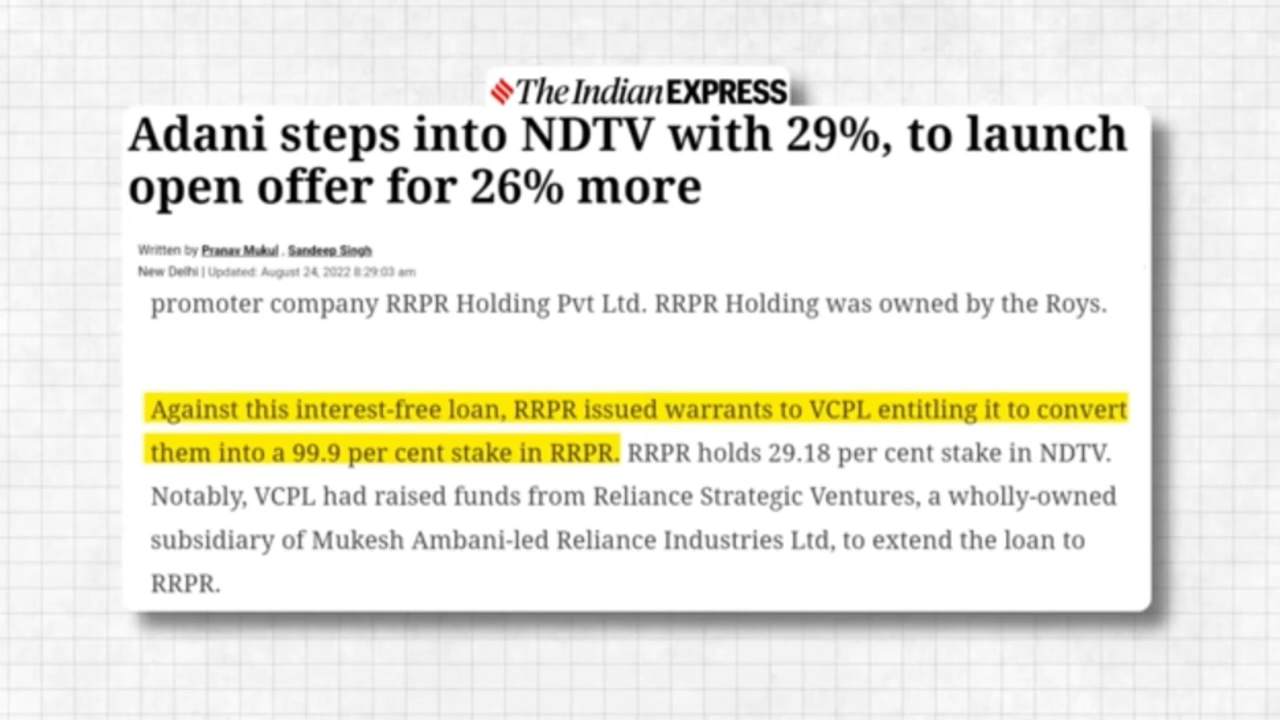 The Indian EXPRESS
Adani steps into NDTV with 29%, to launch
open offer for 26% more
Written by Pranav Mukul , Sandeep Singh
New Delhi | Updated: August 24, 2022 8:29:03 am
promoter company RRPR Holding Pvt Ltd. RRPR Holding was owned by the Roys.
Against this interest-free loan, RRPR issued warrants to VCPL entitling it to convert
them into a 99.9 per cent stake in RRPR. RRPR holds 29.18 per cent stake in NDTV.
Notably, VCPL had raised funds from Reliance Strategic Ventures, a wholly-owned
subsidiary of Mukesh Ambani-led Reliance Industries Ltd, to extend the loan to
RRPR.